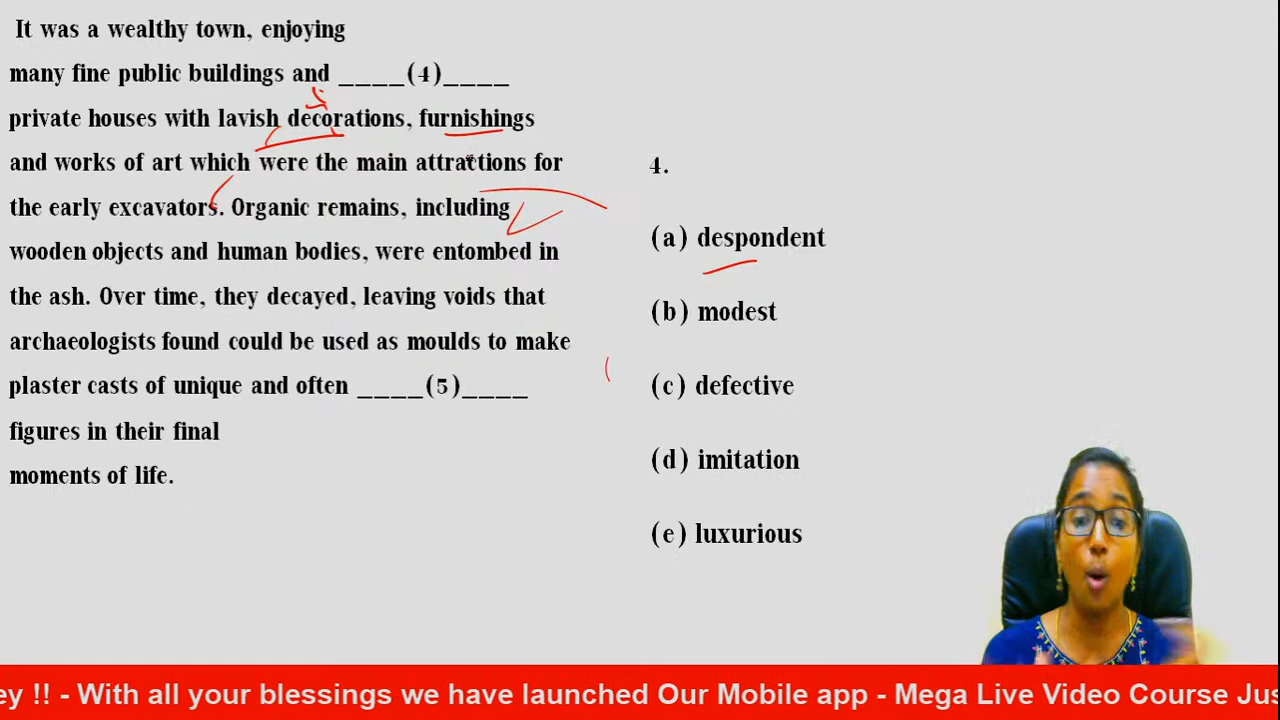 It was a wealthy town, enjoying
many fine public buildings and ____(4)____
private houses with lavish decorations, furnishings
and works of art which were the main attractions for
the early excavators. Organic remains, including
wooden objects and human bodies, were entombed in
the ash. Over time, they decayed, leaving voids that
archaeologists found could be used as moulds to make
plaster casts of unique and often ____(5)____
figures in their final
moments of life.
4.
(a) despondent
(b) modest
(c) defective
(d) imitation
(e) luxurious
ey !! - With all your blessings we have launched Our Mobile app - Mega Live Video Course Jus